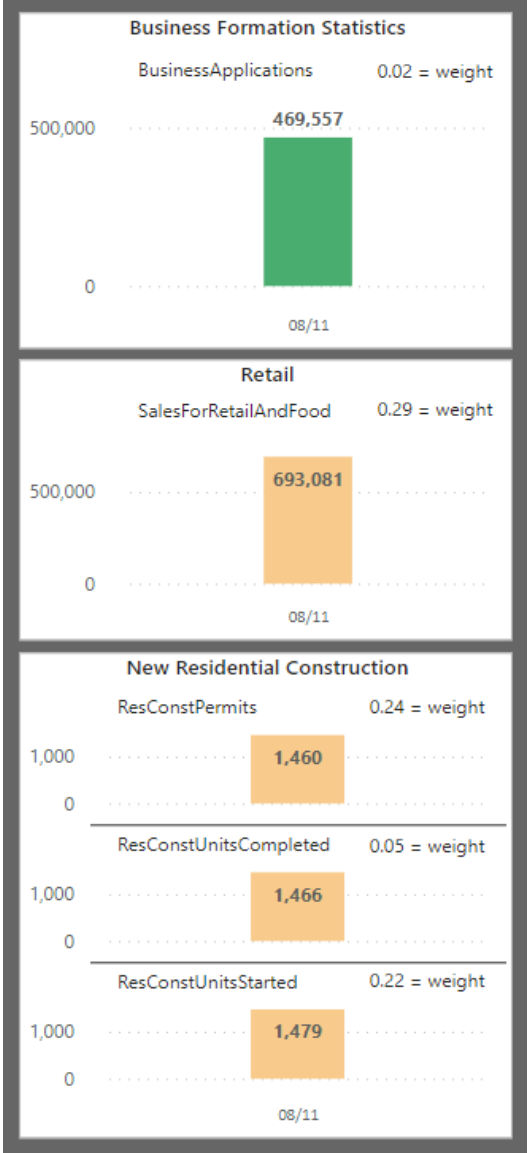 Business Formation Statistics
BusinessApplications 0.02 = weight
469,557
500,000
0
08/11
Retail
SalesForRetailAndFood 0.29 = weight
693,081
500,000
0
08/11
New Residential Construction
ResConstPermits 0.24 = weight
1,000 1,460
0
ResConstUnitsCompleted 0.05 = weight
1,000 1,466
0
ResConstUnitsStarted 0.22 = weight
1,000 1,479
0
08/11